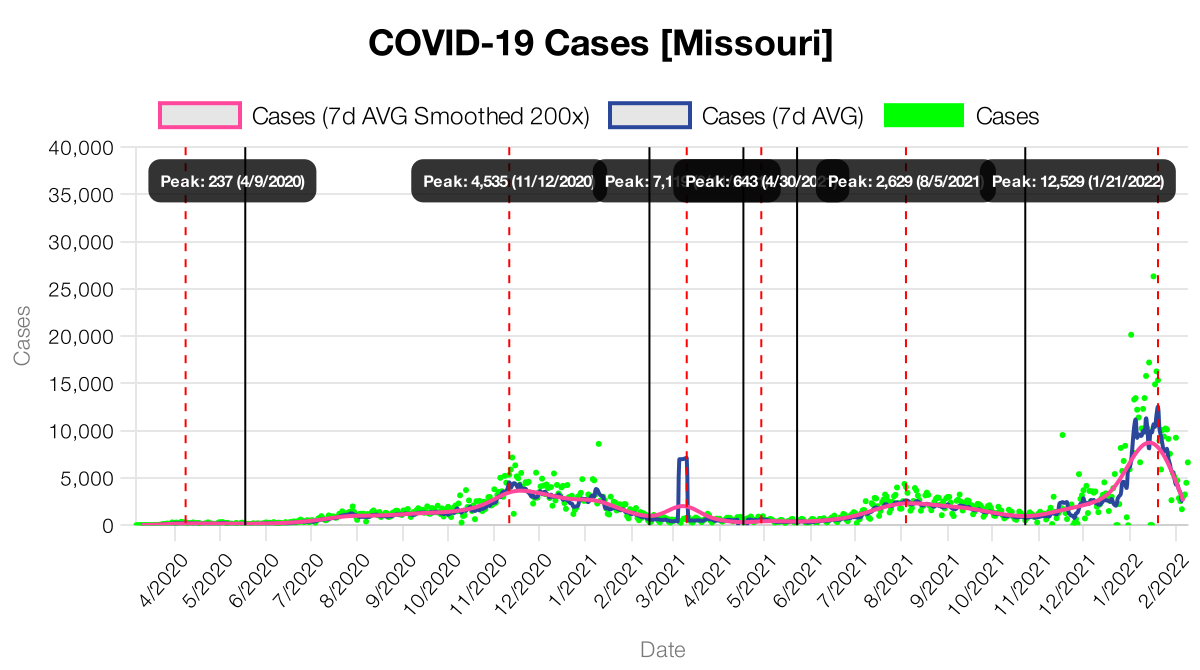 COVID-19 Cases [Missouri]
Cases (7d AVG Smoothed 200x)
Cases (7d AVG)
Cases
40,000
35,000
30,000
25,000
20,000
15,000
10,000
5,000
0
Cases
Peak: 237 (4/9/2020)
Peak: 4,535 (11/12/2020)
Peak:
Peak: 643
Peak: 2,629 (8/5/2021)
Peak: 12,529 (1/21/2022)
4/2020
5/2020
6/2020
7/2020
8/2020
9/2020
10/2020
11/2020
12/2020
1/2021
2/2021
3/2021
4/2021
5/2021
6/2021
7/2021
8/2021
9/2021
10/2021
11/2021
12/2021
1/2022
2/2022
Date